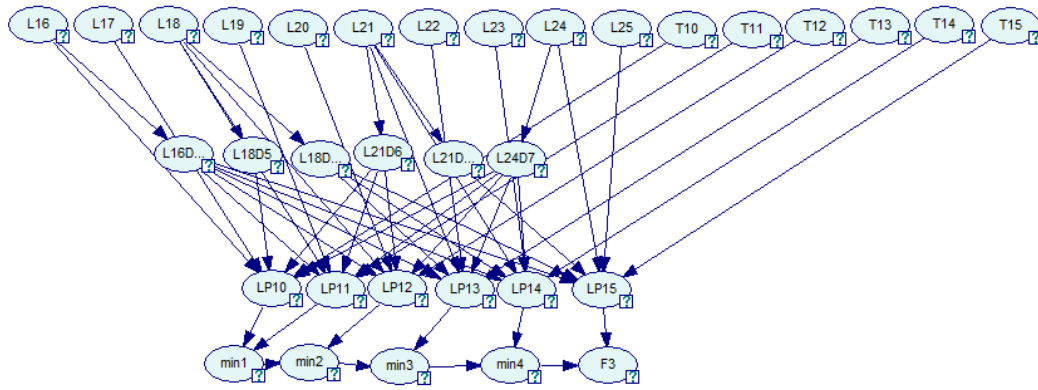 L16 L17 L18 L19 L20 L21 L22 L23 L24 L25 T10 T11 T12 T13 T14 T15
? ? ? ? ? ? ? ? ? ? ? ? ? ? ? ?
L16D... L18D5 L18D... L21D6 L21D... L24D7
? ? ? ? ? ?
LP10 LP11 LP12 LP13 LP14 LP15
? ? ? ? ? ?
min1 min2 min3 min4 F3
? ? ? ? ?